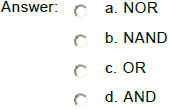 Answer: a. NOR
b. NAND
c. OR
d. AND